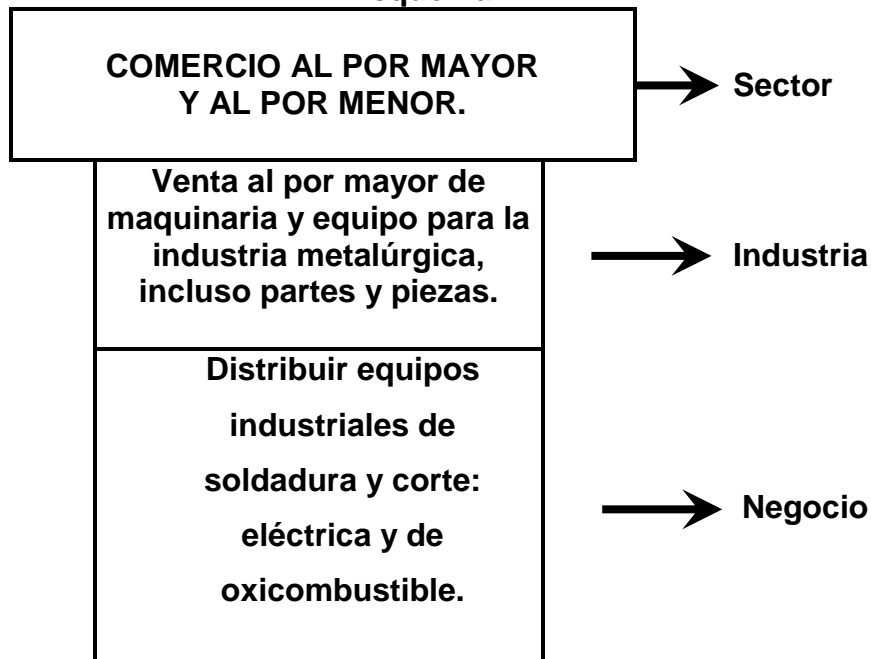 COMERCIO AL POR MAYOR
Y AL POR MENOR.
Sector
Venta al por mayor de
maquinaria y equipo para la
industria metalúrgica,
incluso partes y piezas.
Industria
Distribuir equipos
industriales de
soldadura y corte:
eléctrica y de
oxicombustible.
Negocio